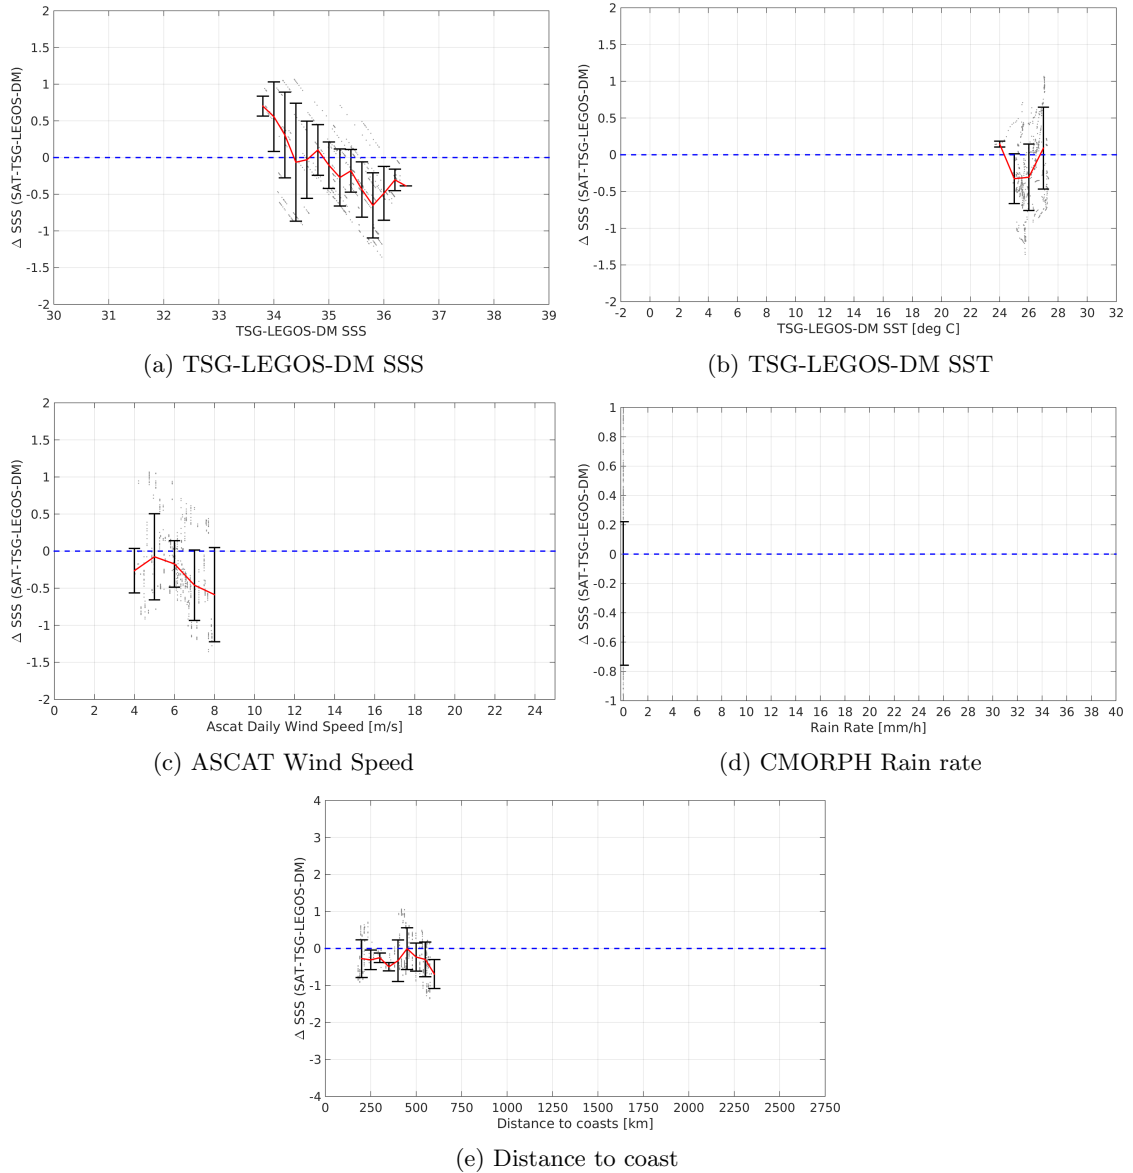 2
1.5
1
0.5
0
-0.5
-1
-1.5
-2
Δ SSS (SAT-TSG-LEGOS-DM)
30 31 32 33 34 35 36 37 38 39
TSG-LEGOS-DM SSS
(a) TSG-LEGOS-DM SSS
2
1.5
1
0.5
0
-0.5
-1
-1.5
-2
Δ SSS (SAT-TSG-LEGOS-DM)
-2 0 2 4 6 8 10 12 14 16 18 20 22 24 26 28 30 32
TSG-LEGOS-DM SST [deg C]
(b) TSG-LEGOS-DM SST
2
1.5
1
0.5
0
-0.5
-1
-1.5
-2
Δ SSS (SAT-TSG-LEGOS-DM)
0 2 4 6 8 10 12 14 16 18 20 22 24
Ascat Daily Wind Speed [m/s]
(c) ASCAT Wind Speed
1
0.8
0.6
0.4
0.2
0
-0.2
-0.4
-0.6
-0.8
-1
Δ SSS (SAT-TSG-LEGOS-DM)
0 2 4 6 8 10 12 14 16 18 20 22 24 26 28 30 32 34 36 38 40
Rain Rate [mm/h]
(d) CMORPH Rain rate
4
3
2
1
0
-1
-2
-3
-4
Δ SSS (SAT-TSG-LEGOS-DM)
0 250 500 750 1000 1250 1500 1750 2000 2250 2500 2750
Distance to coasts [km]
(e) Distance to coast